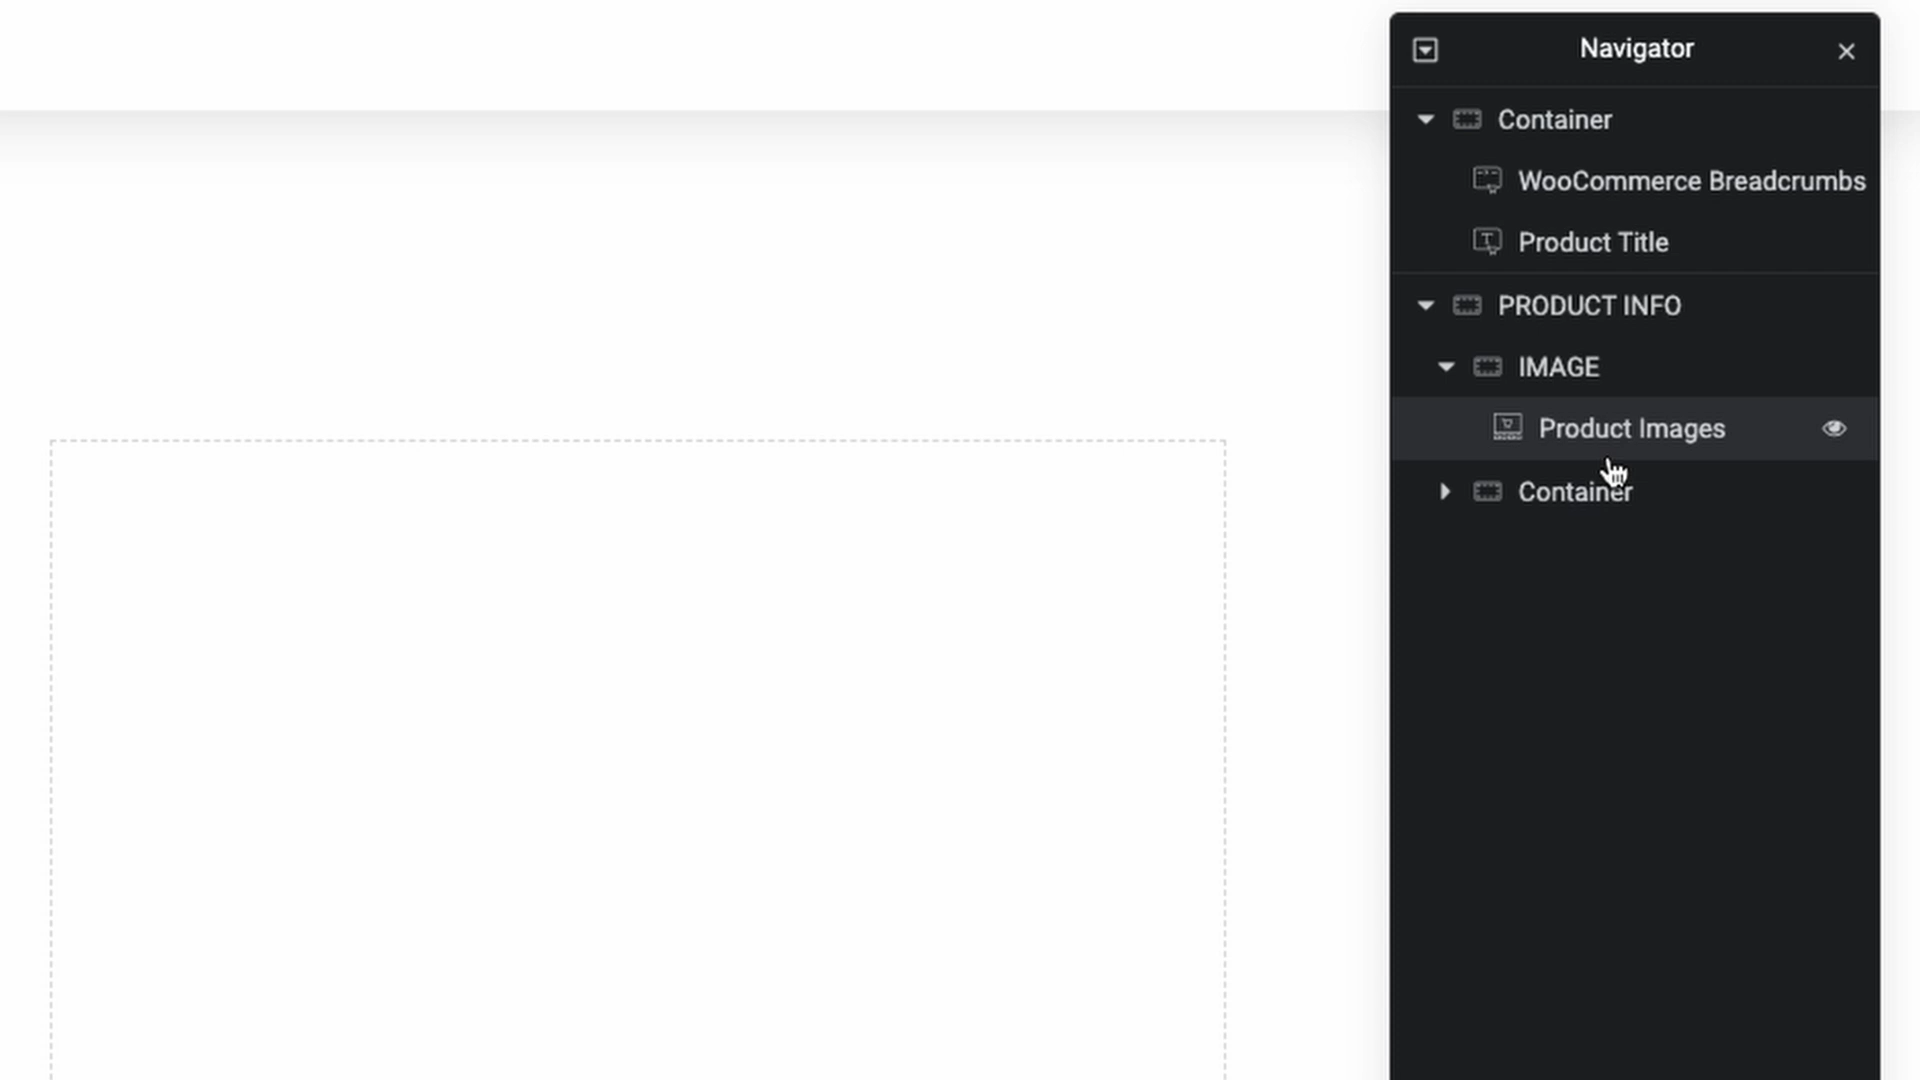 Navigator
Container
WooCommerce Breadcrumbs
Product Title
PRODUCT INFO
IMAGE
Product Images
Container